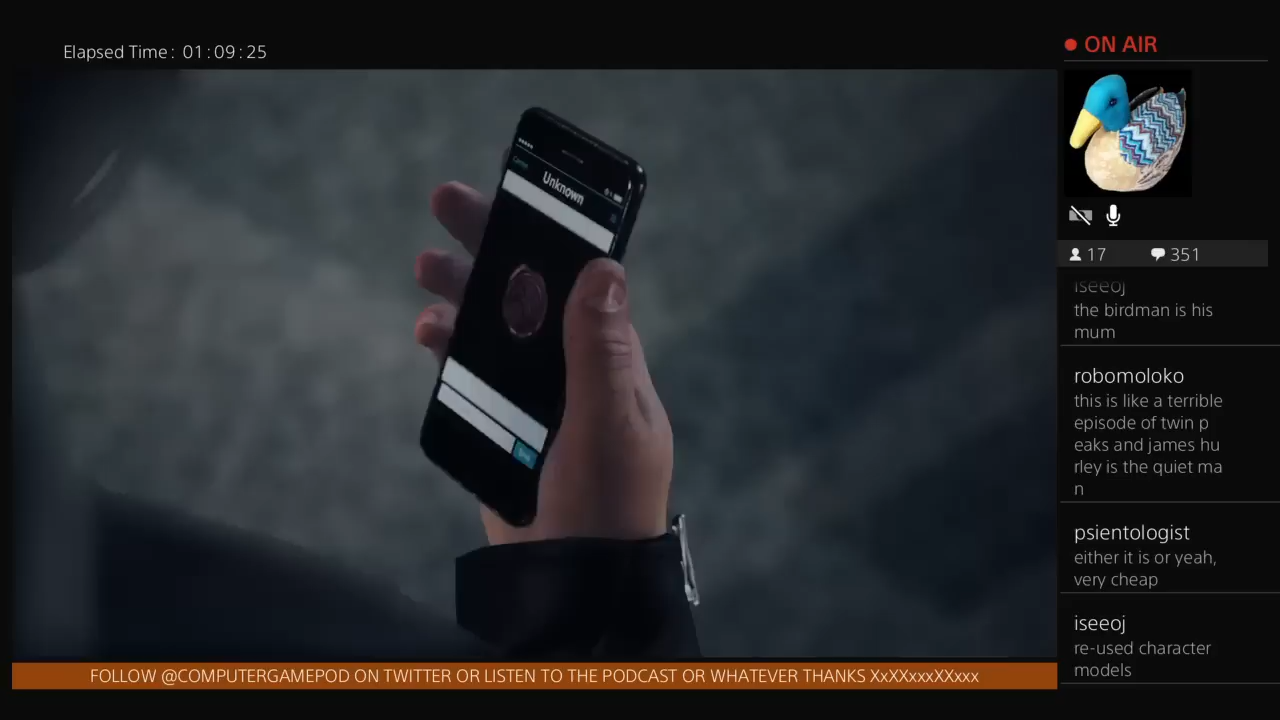 Elapsed Time: 01:09:25
ON AIR
Unknown
17 351
iseeoj
the birdman is his
mum
robomoloko
this is like a terrible
episode of twin p
eaks and james hu
rley is the quiet ma
n
psientologist
either it is or yeah,
very cheap
iseeoj
re-used character
models
FOLLOW @COMPUTERGAMEPOD ON TWITTER OR LISTEN TO THE PODCAST OR WHATEVER THANKS XxXXxxxXXxxx